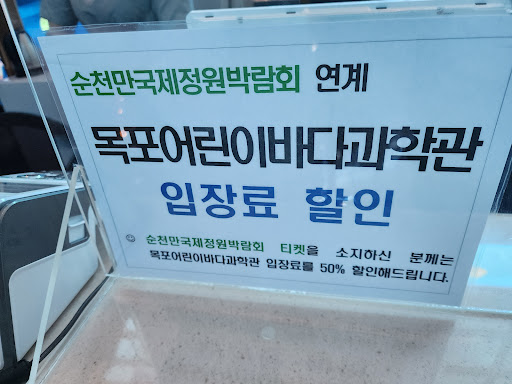 순천만국제정원박람회 연계
목포어린이바다과학관
입장료 할인
☺ 순천만국제정원박람회 티켓을 소지하신 분께는
목포어린이바다과학관 입장료를 50% 할인해드립니다.